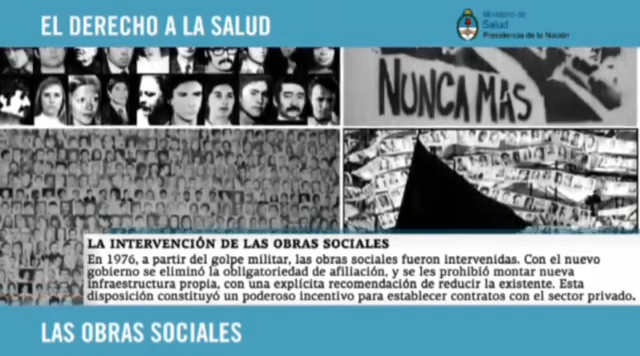 EL DERECHO A LA SALUD
Ministerio de
Salud
Presidencia de la Nación
NUNCA MAS
LA INTERVENCIÓN DE LAS OBRAS SOCIALES
En 1976, a partir del golpe militar, las obras sociales fueron intervenidas. Con el nuevo
gobierno se eliminó la obligatoriedad de afiliación, y se les prohibió montar nueva
infraestructura propia, con una explícita recomendación de reducir la existente. Esta
disposición constituyó un poderoso incentivo para establecer contratos con el sector privado.
LAS OBRAS SOCIALES